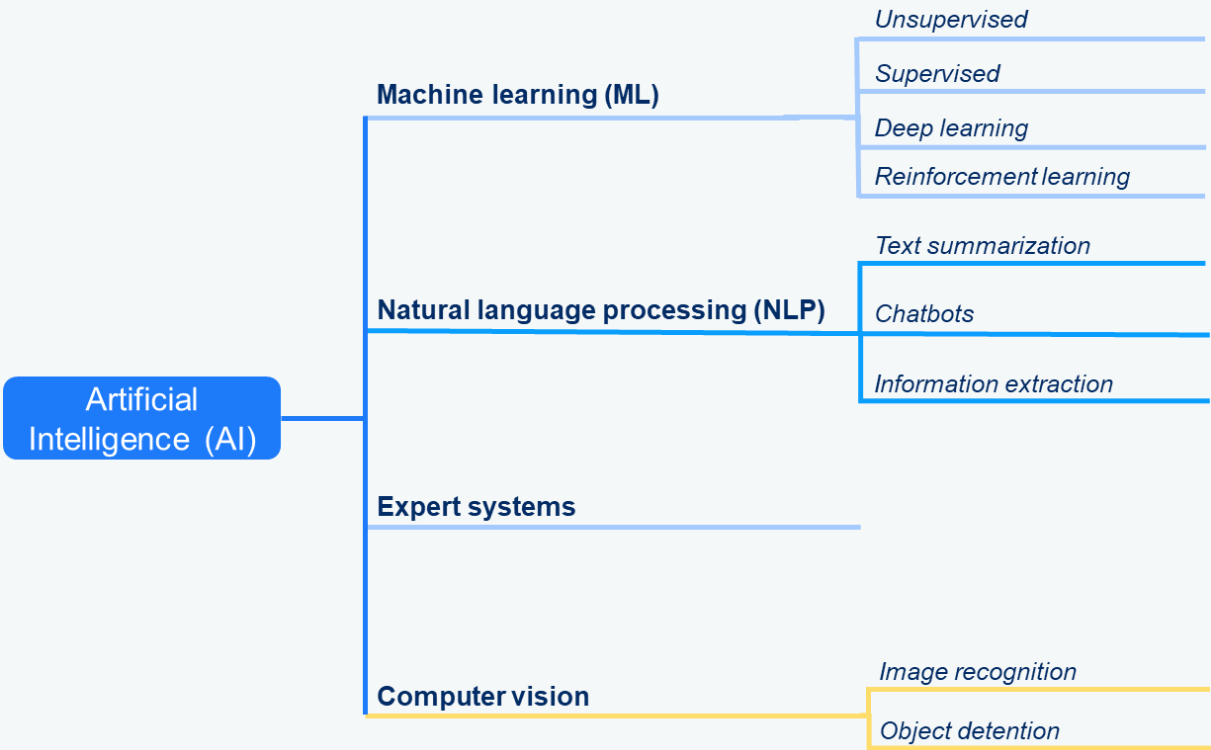 Unsupervised
Supervised
Machine learning (ML)
Deep learning
Reinforcement learning
Text summarization
Natural language processing (NLP)
Chatbots
Information extraction
Artificial
Intelligence (AI)
Expert systems
Image recognition
Computer vision
Object detention